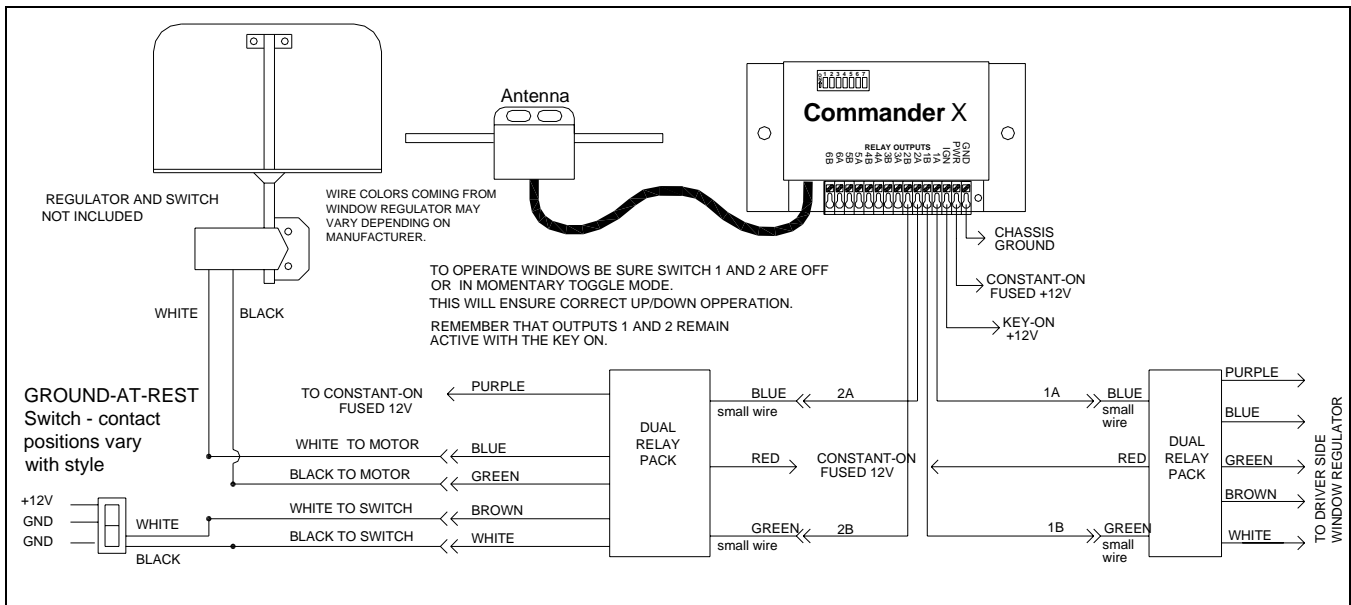 Antenna
OPEN
1 2 3 4 5 6 7
Commander X
RELAY OUTPUTS
6B 6A 5B 5A 4B 4A 3B 3A 2B 2A 1B 1A IGN PWR GND
REGULATOR AND SWITCH
NOT INCLUDED
WIRE COLORS COMING FROM
WINDOW REGULATOR MAY
VARY DEPENDING ON
MANUFACTURER.
CHASSIS
GROUND
CONSTANT-ON
FUSED +12V
KEY-ON
+12V
TO OPERATE WINDOWS BE SURE SWITCH 1 AND 2 ARE OFF
OR IN MOMENTARY TOGGLE MODE.
THIS WILL ENSURE CORRECT UP/DOWN OPPERATION.
REMEMBER THAT OUTPUTS 1 AND 2 REMAIN
ACTIVE WITH THE KEY ON.
WHITE
BLACK
GROUND-AT-REST
Switch - contact
positions vary
with style
TO CONSTANT-ON
FUSED 12V
PURPLE
WHITE TO MOTOR
BLUE
BLACK TO MOTOR
GREEN
WHITE TO SWITCH
BROWN
BLACK TO SWITCH
WHITE
+12V
GND
GND
WHITE
BLACK
DUAL
RELAY
PACK
BLUE
small wire
2A
RED
CONSTANT-ON
FUSED 12V
GREEN
small wire
2B
1A
BLUE
small
wire
RED
1B
GREEN
small
wire
DUAL
RELAY
PACK
PURPLE
BLUE
GREEN
BROWN
WHITE
TO DRIVER SIDE
WINDOW REGULATOR